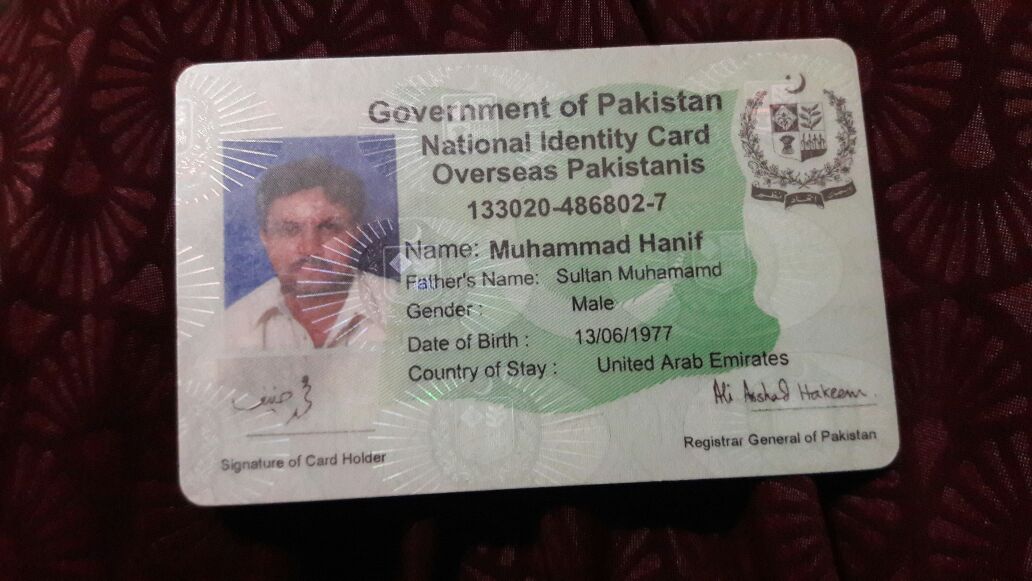 Government of Pakistan
National Identity Card
Overseas Pakistanis
133020-486802-7
Name: Muhammad Hanif
Father's Name: Sultan Muhamamd
Gender : Male
Date of Birth : 13/06/1977
Country of Stay : United Arab Emirates
Ali Arshad Hakeem
Signature of Card Holder
Registrar General of Pakistan